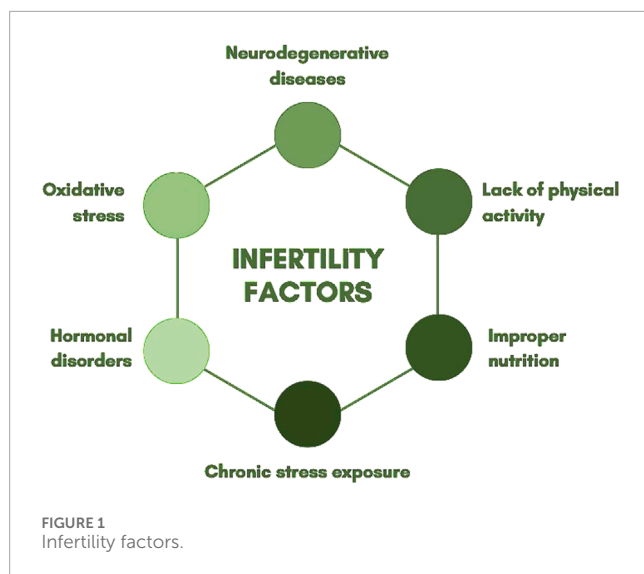 Neurodegenerative
diseases
Oxidative
stress
Lack of physical
activity
INFERTILITY
FACTORS
Hormonal
disorders
Improper
nutrition
Chronic stress exposure
FIGURE 1
Infertility factors.